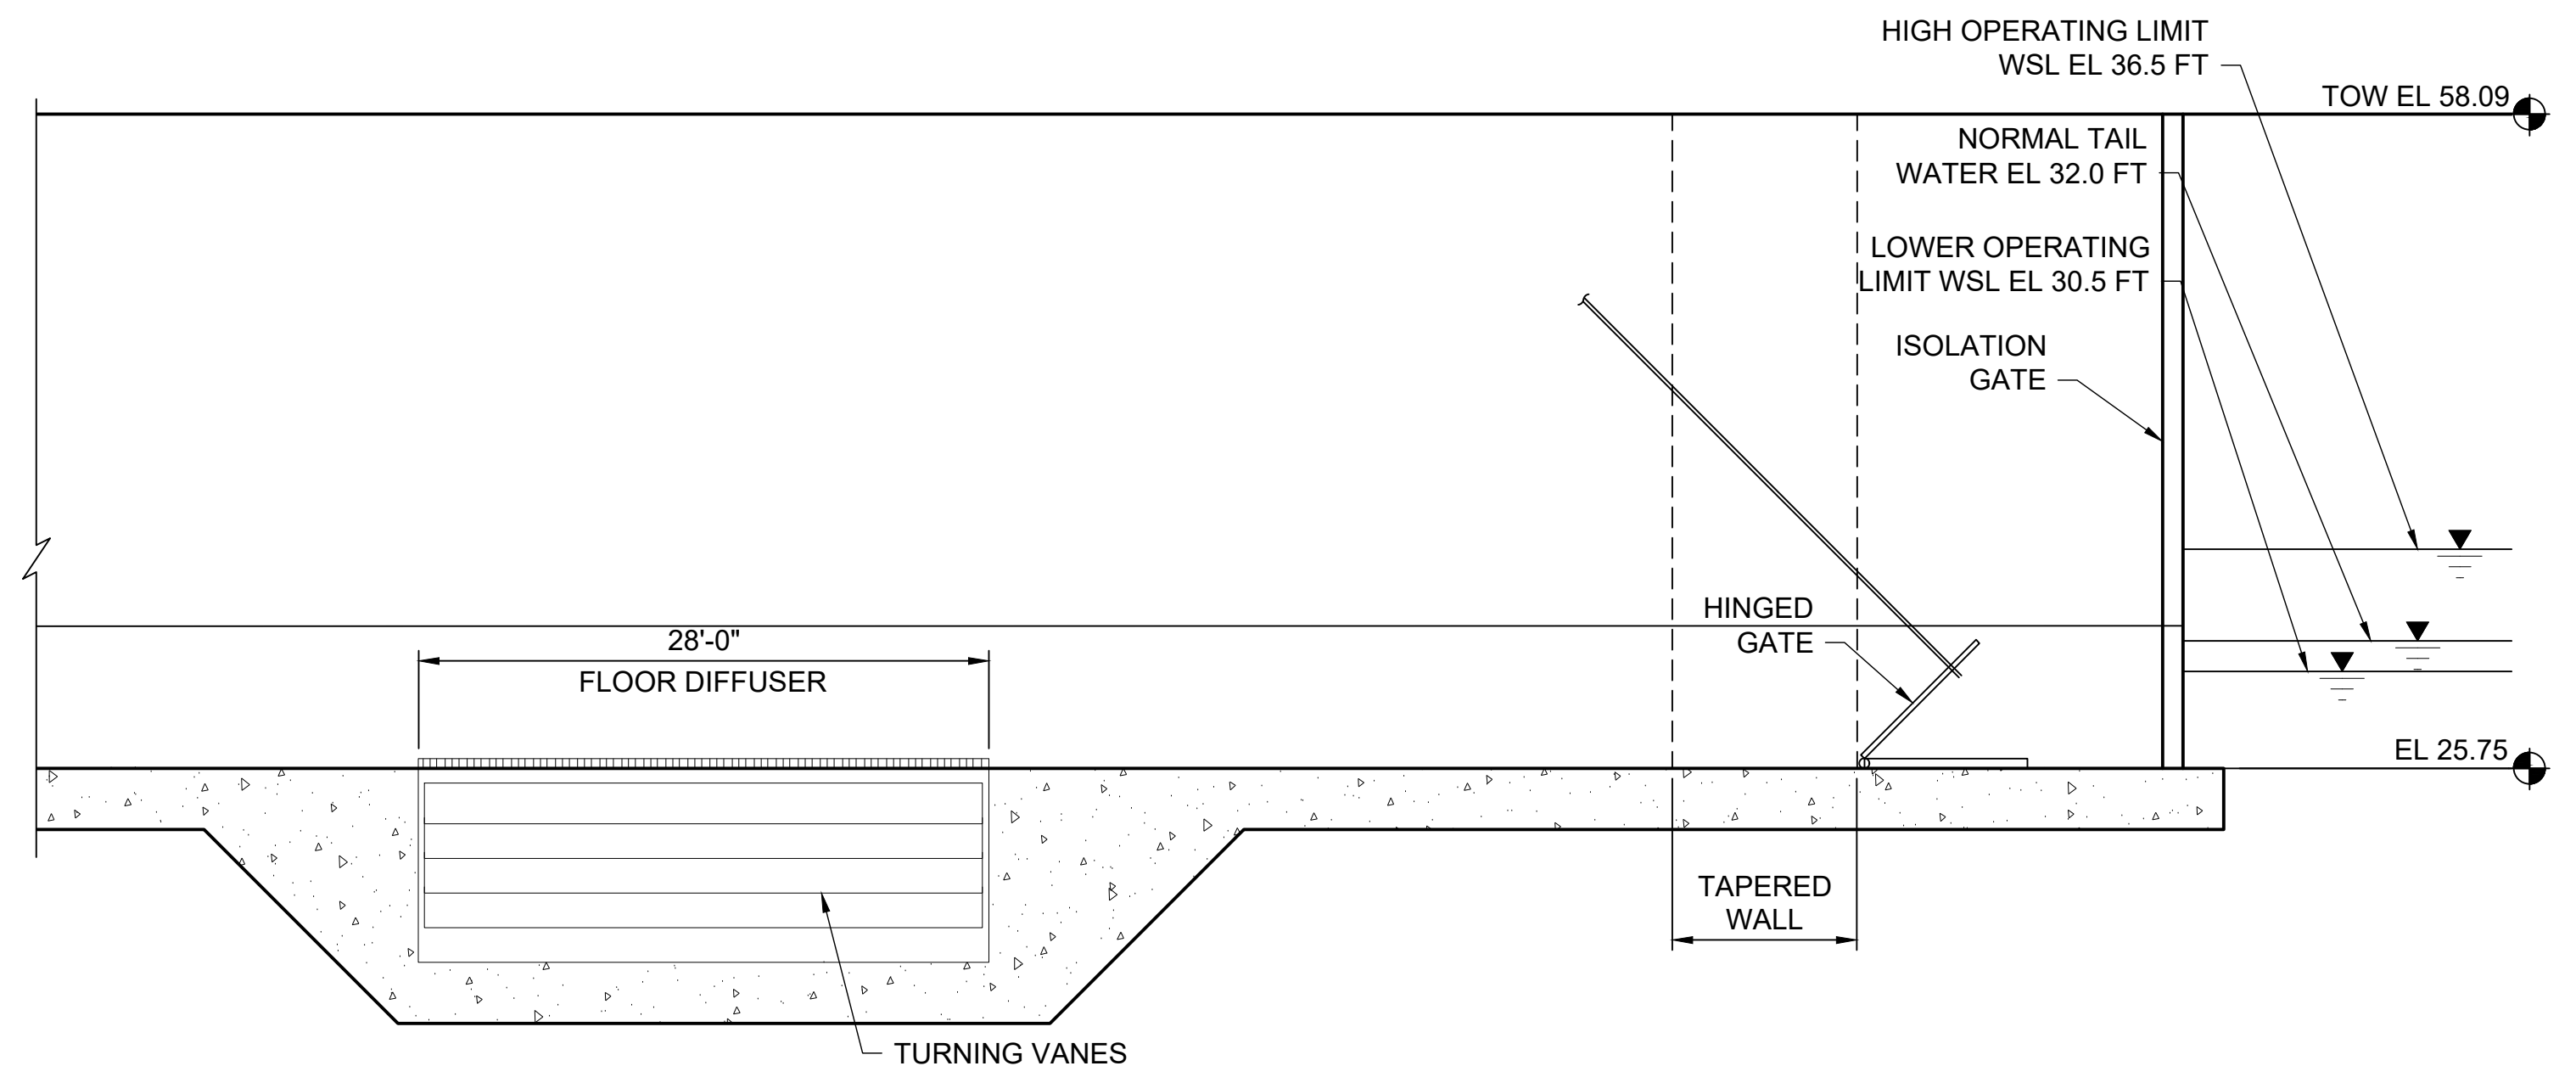 HIGH OPERATING LIMIT
WSL EL 36.5 FT
TOW EL 58.09
NORMAL TAIL
WATER EL 32.0 FT
LOWER OPERATING
LIMIT WSL EL 30.5 FT
ISOLATION
GATE
HINGED
GATE
28'-0"
FLOOR DIFFUSER
EL 25.75
TAPERED
WALL
TURNING VANES